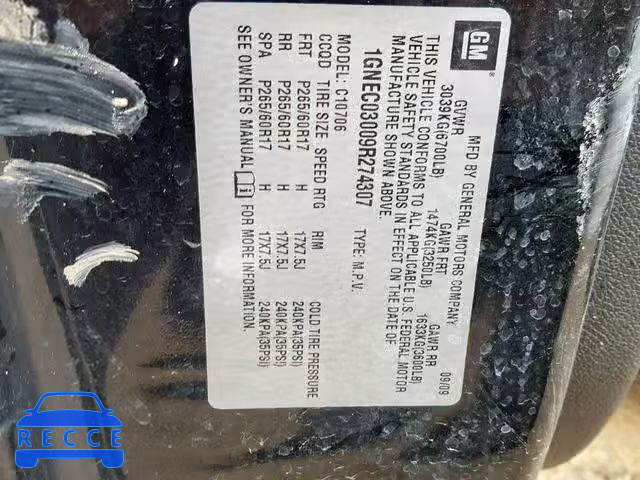 GM
MFD BY GENERAL MOTORS COMPANY
09/09
GVWR GAWR FRT GAWR RR
3039KG(6700LB) 1474KG(3250LB) 1633KG(3600LB)
THIS VEHICLE CONFORMS TO ALL APPLICABLE U.S. FEDERAL MOTOR
VEHICLE SAFETY STANDARDS IN EFFECT ON THE DATE OF
MANUFACTURE SHOWN ABOVE.
1GNEC03009R274307 TYPE: M.P.V.
MODEL: C10706
CCOD TIRE SIZE SPEED RTG RIM COLD TIRE PRESSURE
FRT P265/60R17 H 17X7.5J 240KPA(35PSI)
RR P265/60R17 H 17X7.5J 240KPA(35PSI)
SPA P265/60R17 H 17X7.5J 240KPA(35PSI)
SEE OWNER'S MANUAL FOR MORE INFORMATION.
RECCE